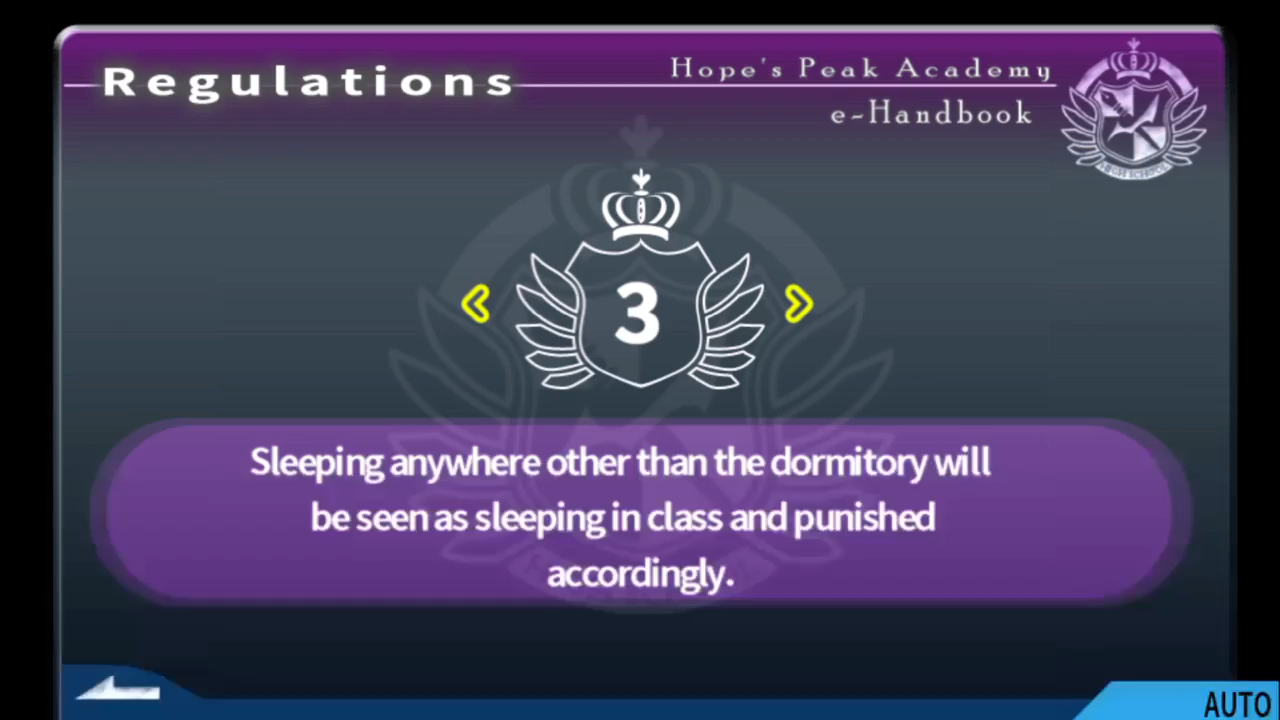 Regulations
Hope's Peak Academy
e-Handbook
3
Sleeping anywhere other than the dormitory will
be seen as sleeping in class and punished
accordingly.
AUTO